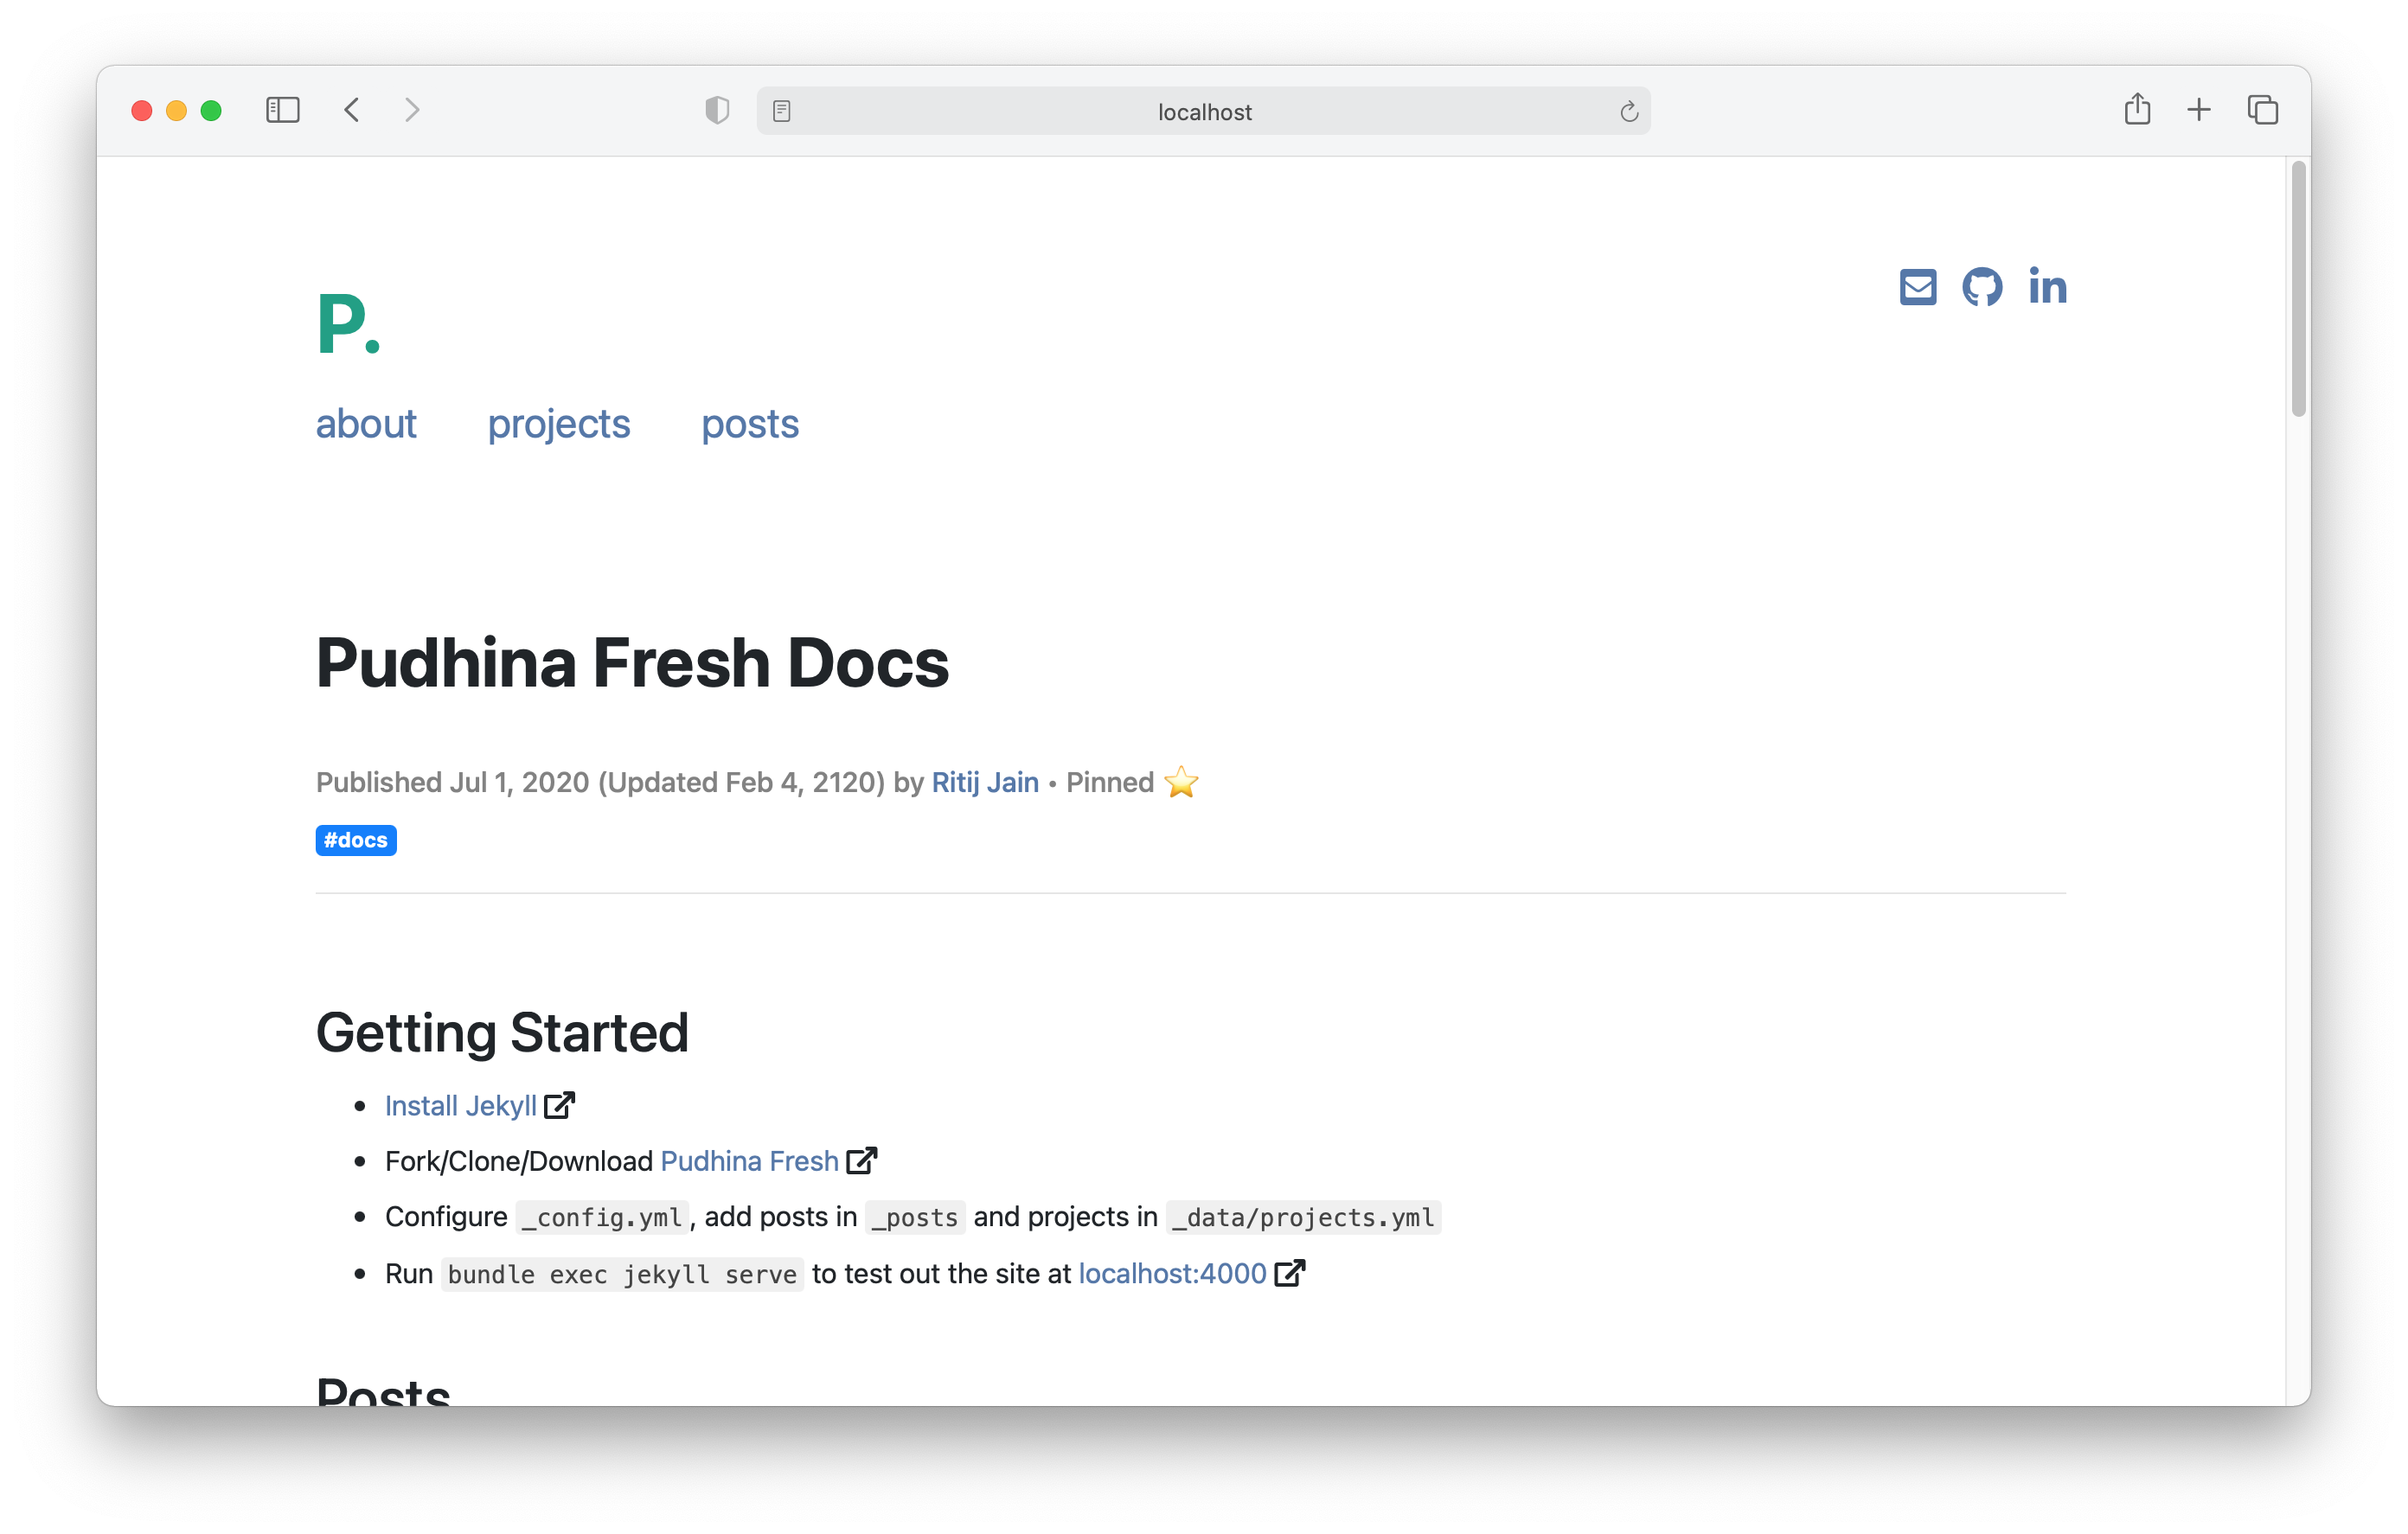 localhost
P.
about projects posts
Pudhina Fresh Docs
Published Jul 1, 2020 (Updated Feb 4, 2120) by Ritij Jain • Pinned ⭐
#docs
Getting Started
• Install Jekyll
• Fork/Clone/Download Pudhina Fresh
• Configure _config.yml, add posts in _posts and projects in _data/projects.yml
• Run bundle exec jekyll serve to test out the site at localhost:4000
Posts